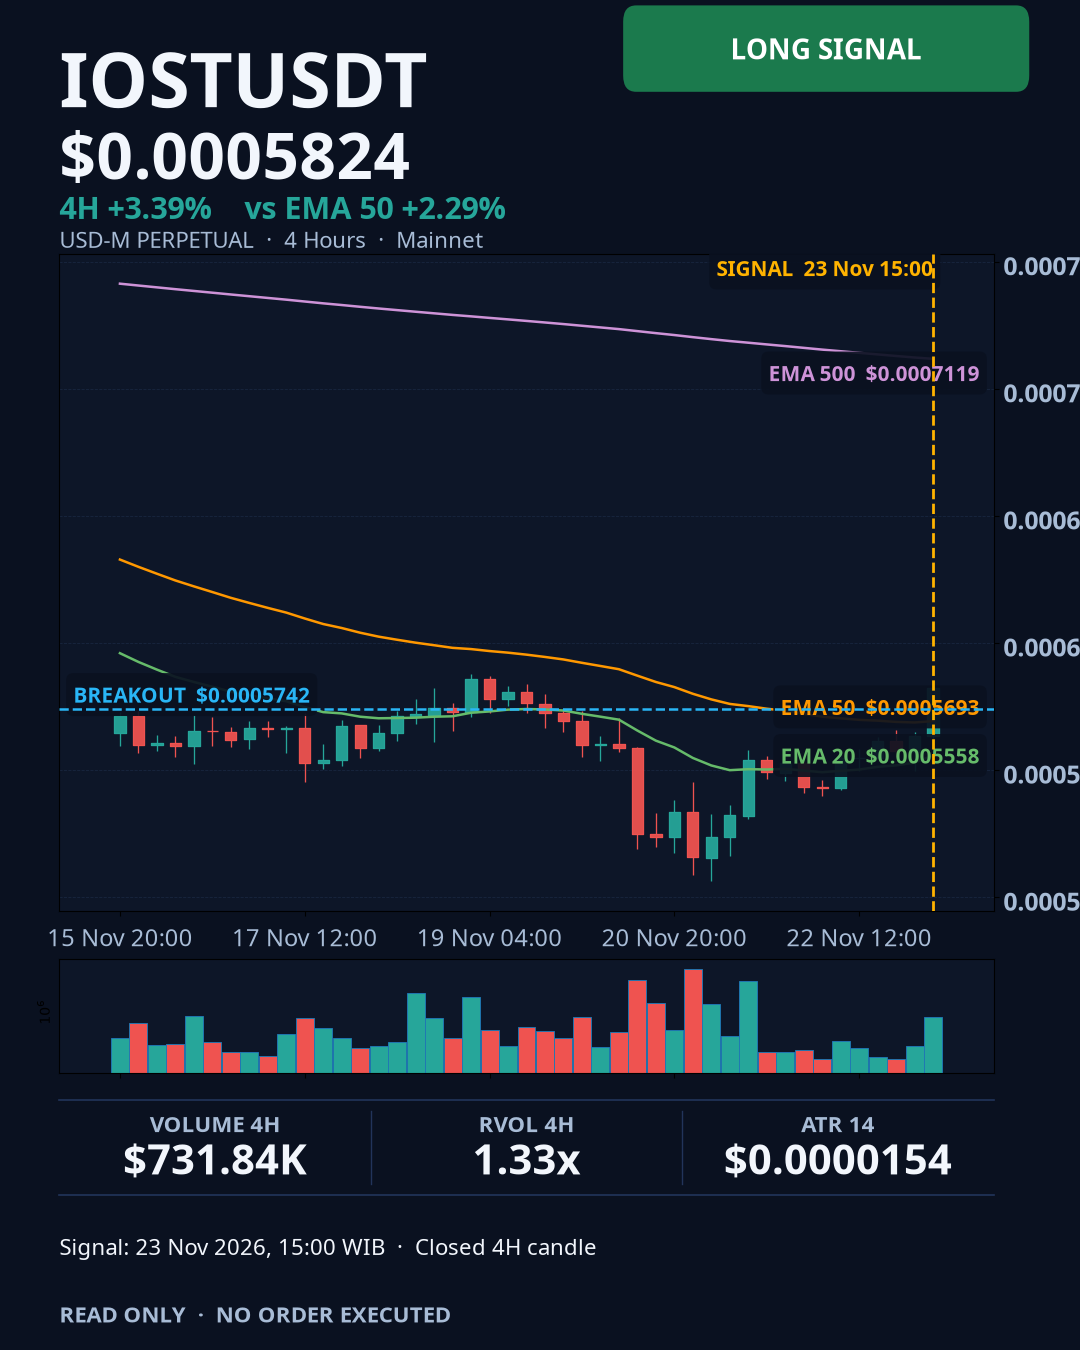 LONG SIGNAL
IOSTUSDT
$0.0005824
4H +3.39% vs EMA 50 +2.29%
USD-M PERPETUAL · 4 Hours · Mainnet
SIGNAL 23 Nov 15:00
0.0007
EMA 500 $0.0007119
0.0007
0.0006
0.0006
BREAKOUT $0.0005742
EMA 50 $0.0005693
EMA 20 $0.0005558
0.0005
0.0005
15 Nov 20:00
17 Nov 12:00
19 Nov 04:00
20 Nov 20:00
22 Nov 12:00
10⁶
VOLUME 4H
$731.84K
RVOL 4H
1.33x
ATR 14
$0.0000154
Signal: 23 Nov 2026, 15:00 WIB · Closed 4H candle
READ ONLY · NO ORDER EXECUTED